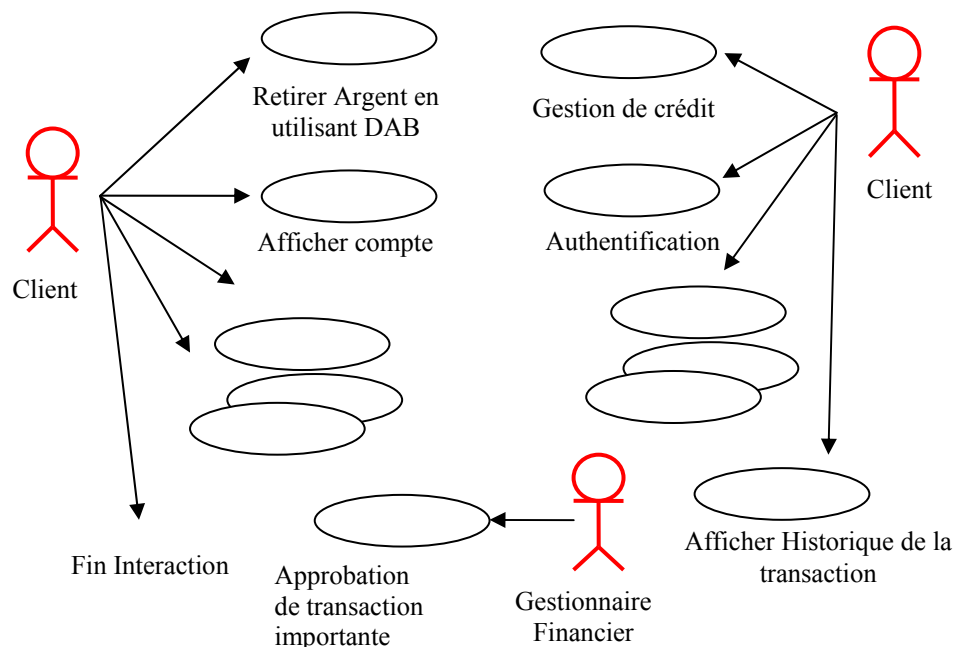 Retirer Argent en
utilisant DAB
Gestion de crédit
Client
Afficher compte
Authentification
Client
Fin Interaction
Approbation
de transaction
importante
Gestionnaire
Financier
Afficher Historique de la
transaction